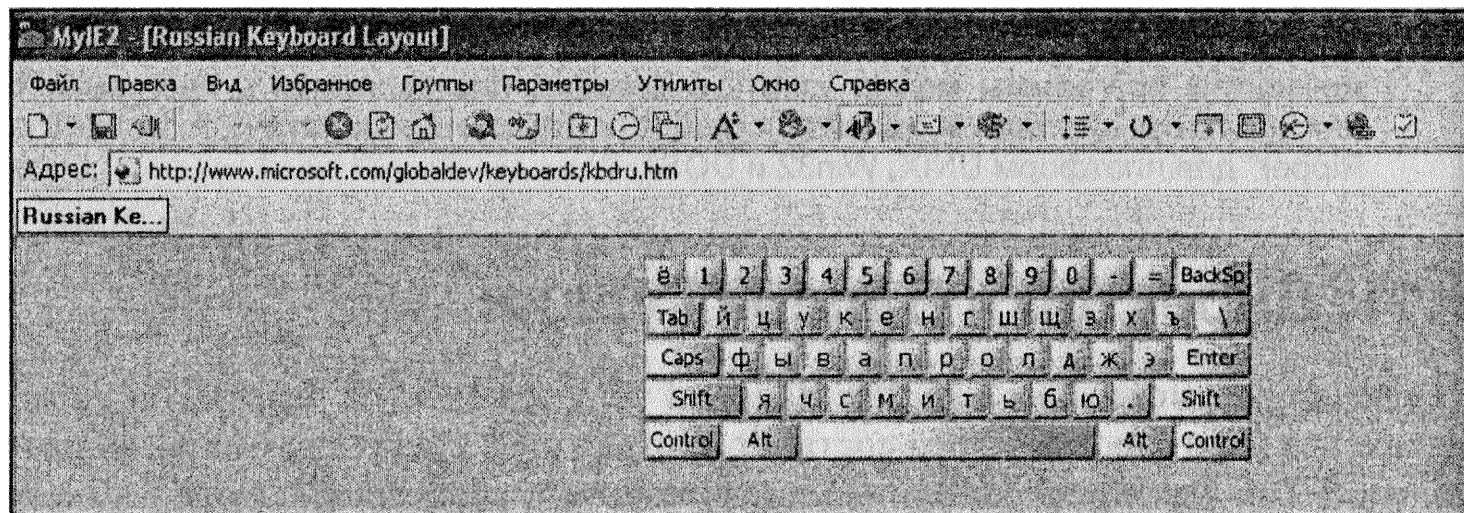 MyIE2 - [Russian Keyboard Layout]
Файл Правка Вид Избранное Группы Параметры Утилиты Окно Справка
Адрес: http://www.microsoft.com/globaldev/keyboards/kbdru.htm
Russian Ke...
ё 1 2 3 4 5 6 7 8 9 0 - = BackSp
Tab й ц у к е н г ш щ з х ъ \
Caps ф ы в а п р о л д ж э Enter
Shift я ч с м и т ь б ю . Shift
Control Alt Alt Control